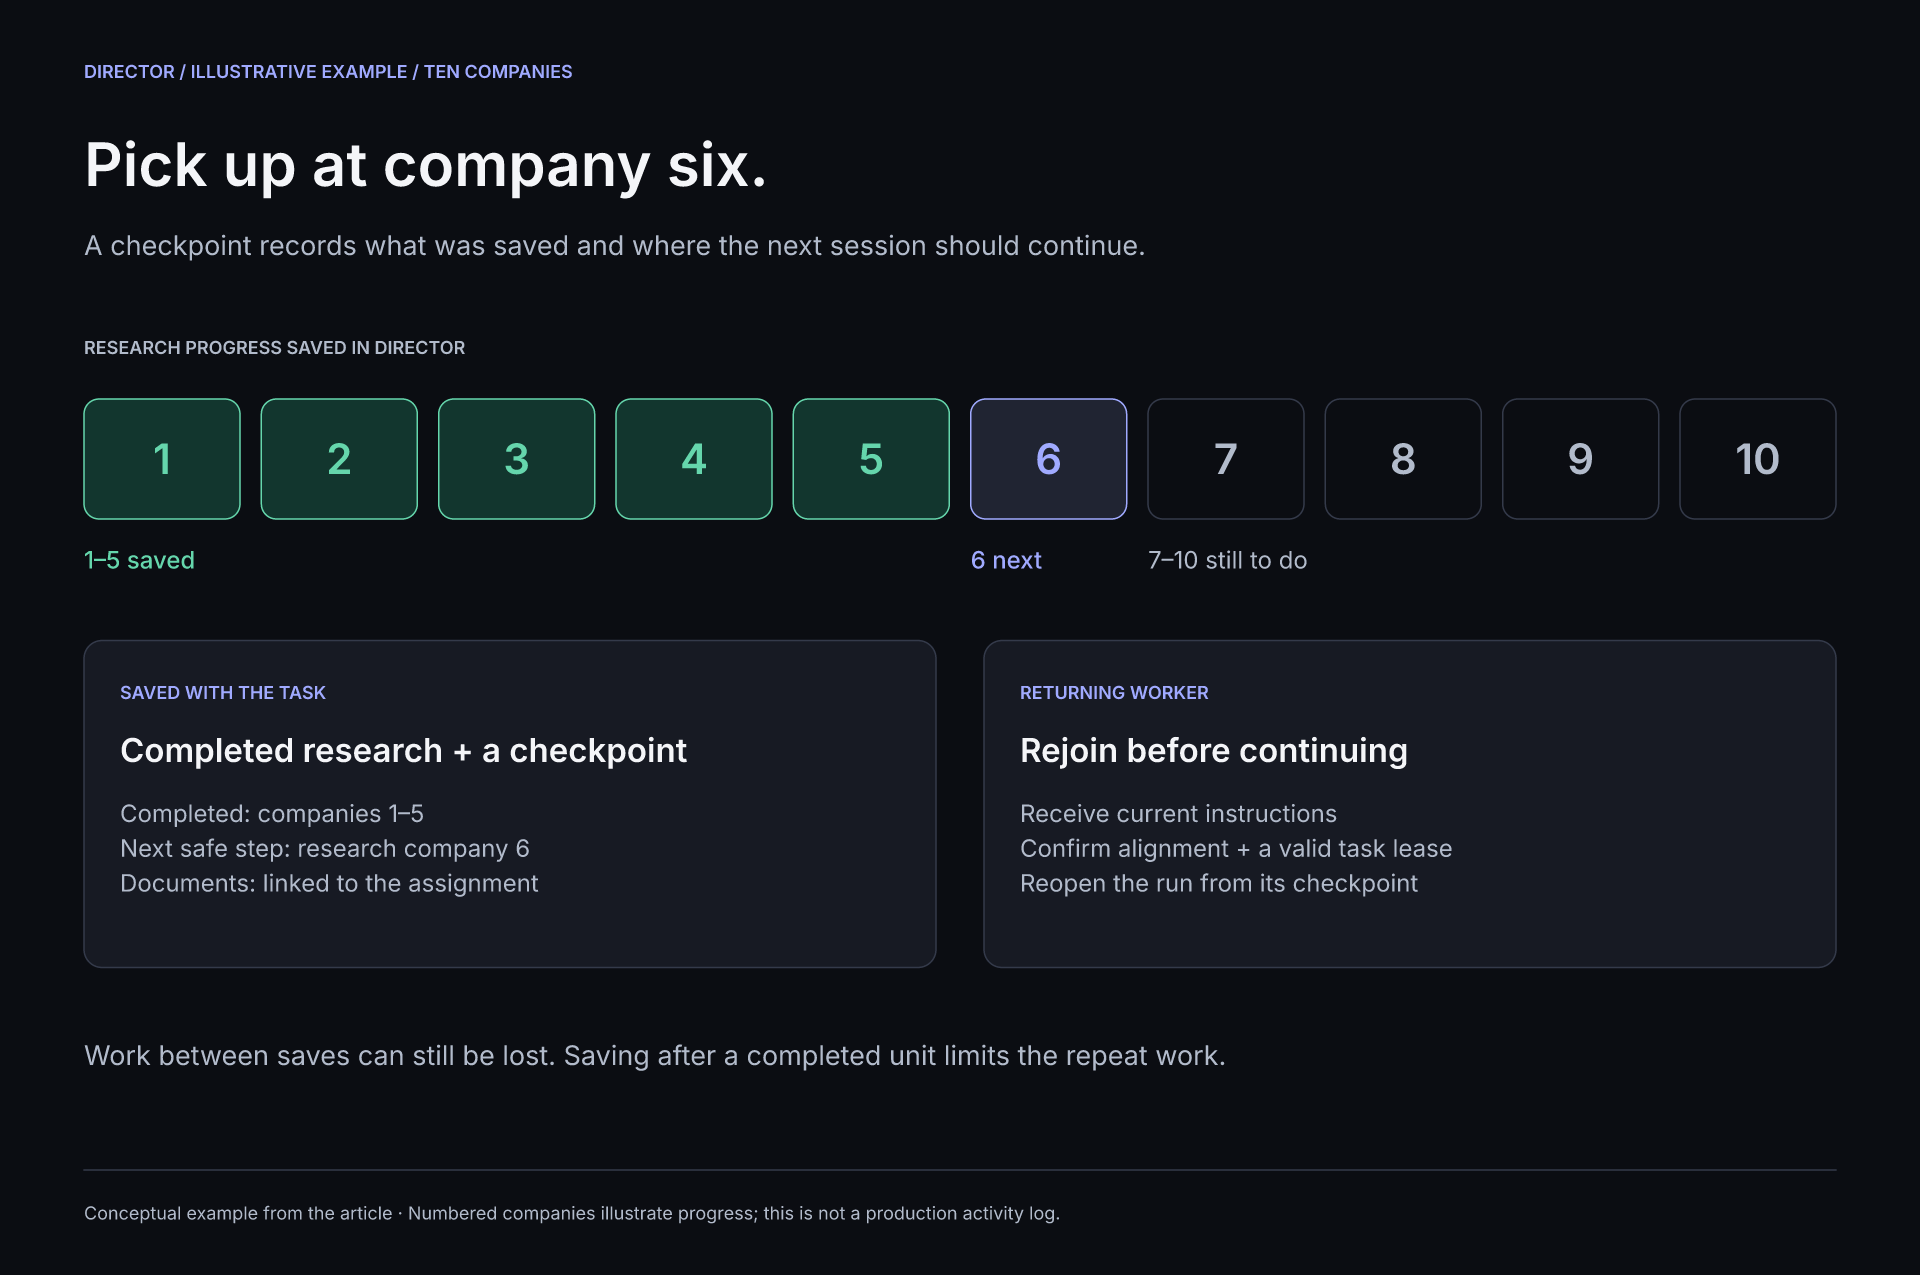 DIRECTOR / ILLUSTRATIVE EXAMPLE / TEN COMPANIES
Pick up at company six.
A checkpoint records what was saved and where the next session should continue.
RESEARCH PROGRESS SAVED IN DIRECTOR
1 2 3 4 5 6 7 8 9 10
1–5 saved 6 next 7–10 still to do
SAVED WITH THE TASK
Completed research + a checkpoint
Completed: companies 1–5
Next safe step: research company 6
Documents: linked to the assignment
RETURNING WORKER
Rejoin before continuing
Receive current instructions
Confirm alignment + a valid task lease
Reopen the run from its checkpoint
Work between saves can still be lost. Saving after a completed unit limits the repeat work.
Conceptual example from the article · Numbered companies illustrate progress; this is not a production activity log.